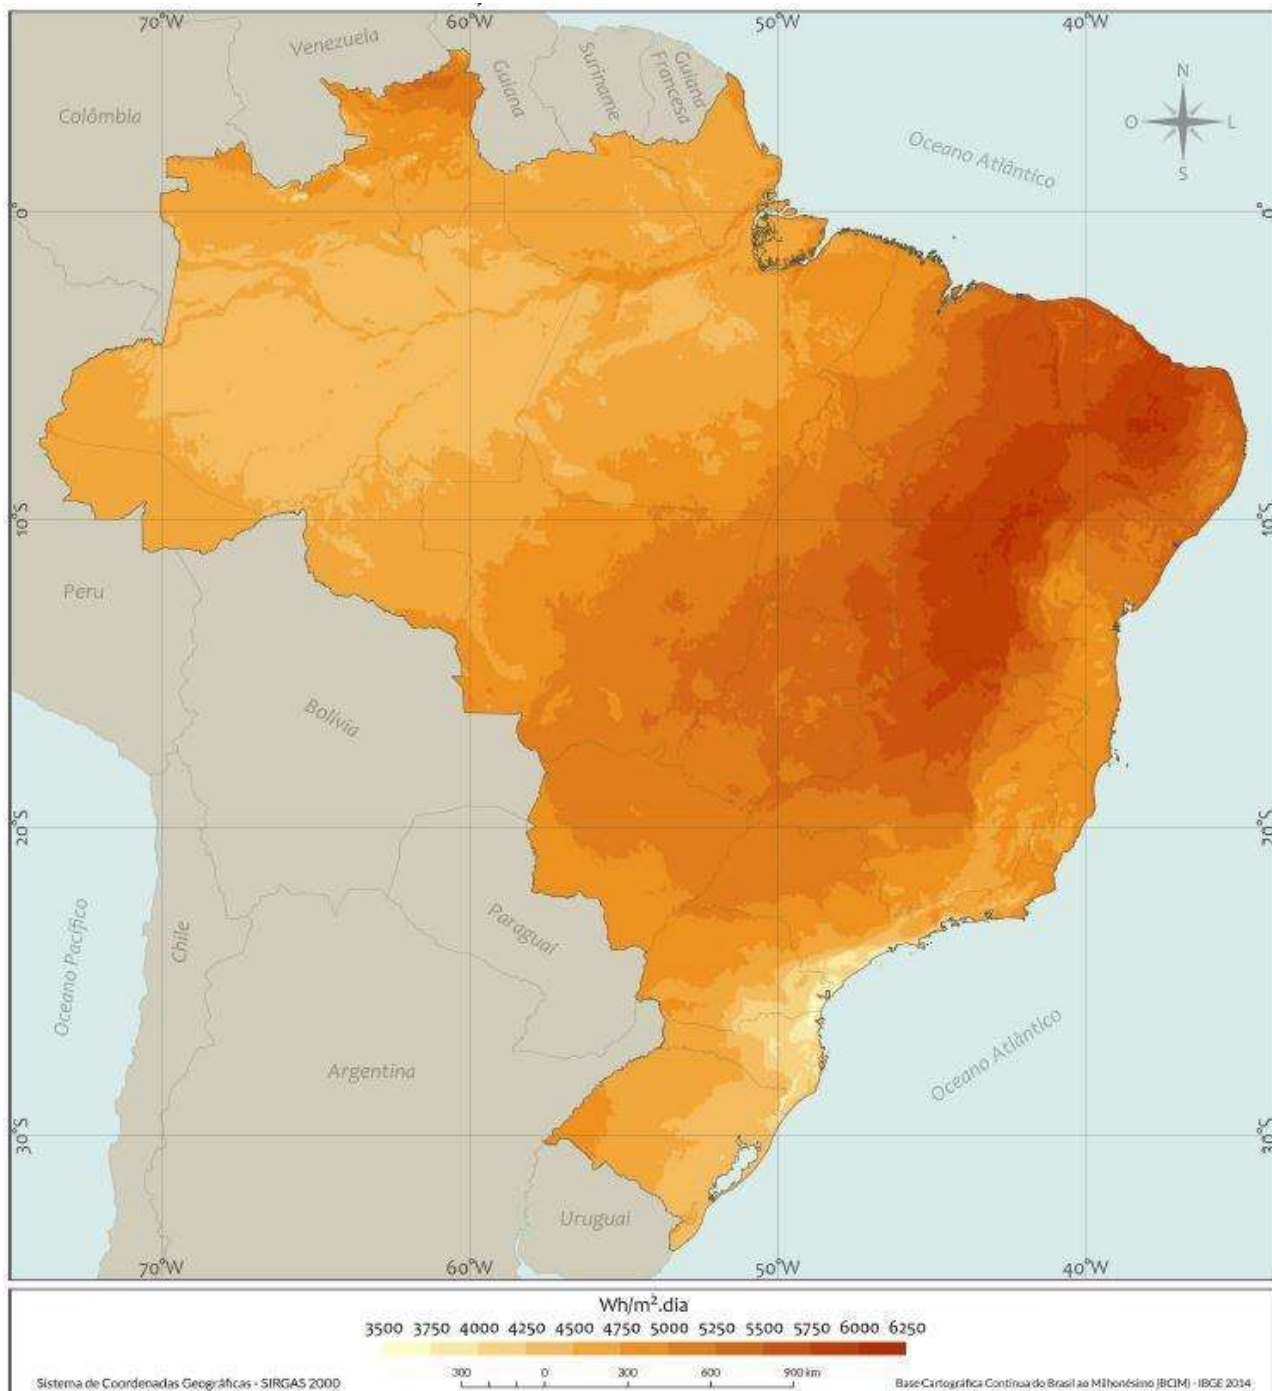 70°W 60°W 50°W 40°W
Venezuela
Guiana
Suriname
Guiana
Francesa
Colômbia
N
O L
S
Oceano Atlântico
0° 0°
10°S 10°S
Peru
Bolívia
20°S 20°S
Oceano Pacífico
Chile
Paraguai
Argentina
Oceano Atlântico
30°S 30°S
Uruguai
70°W 60°W 50°W 40°W
Wh/m².dia
3500 3750 4000 4250 4500 4750 5000 5250 5500 5750 6000 6250
300 0 300 600 900 km
Sistema de Coordenadas Geográficas - SIRGAS 2000
Base Cartográfica Contínua do Brasil ao Milionésimo (BCIM) - IBGE 2014